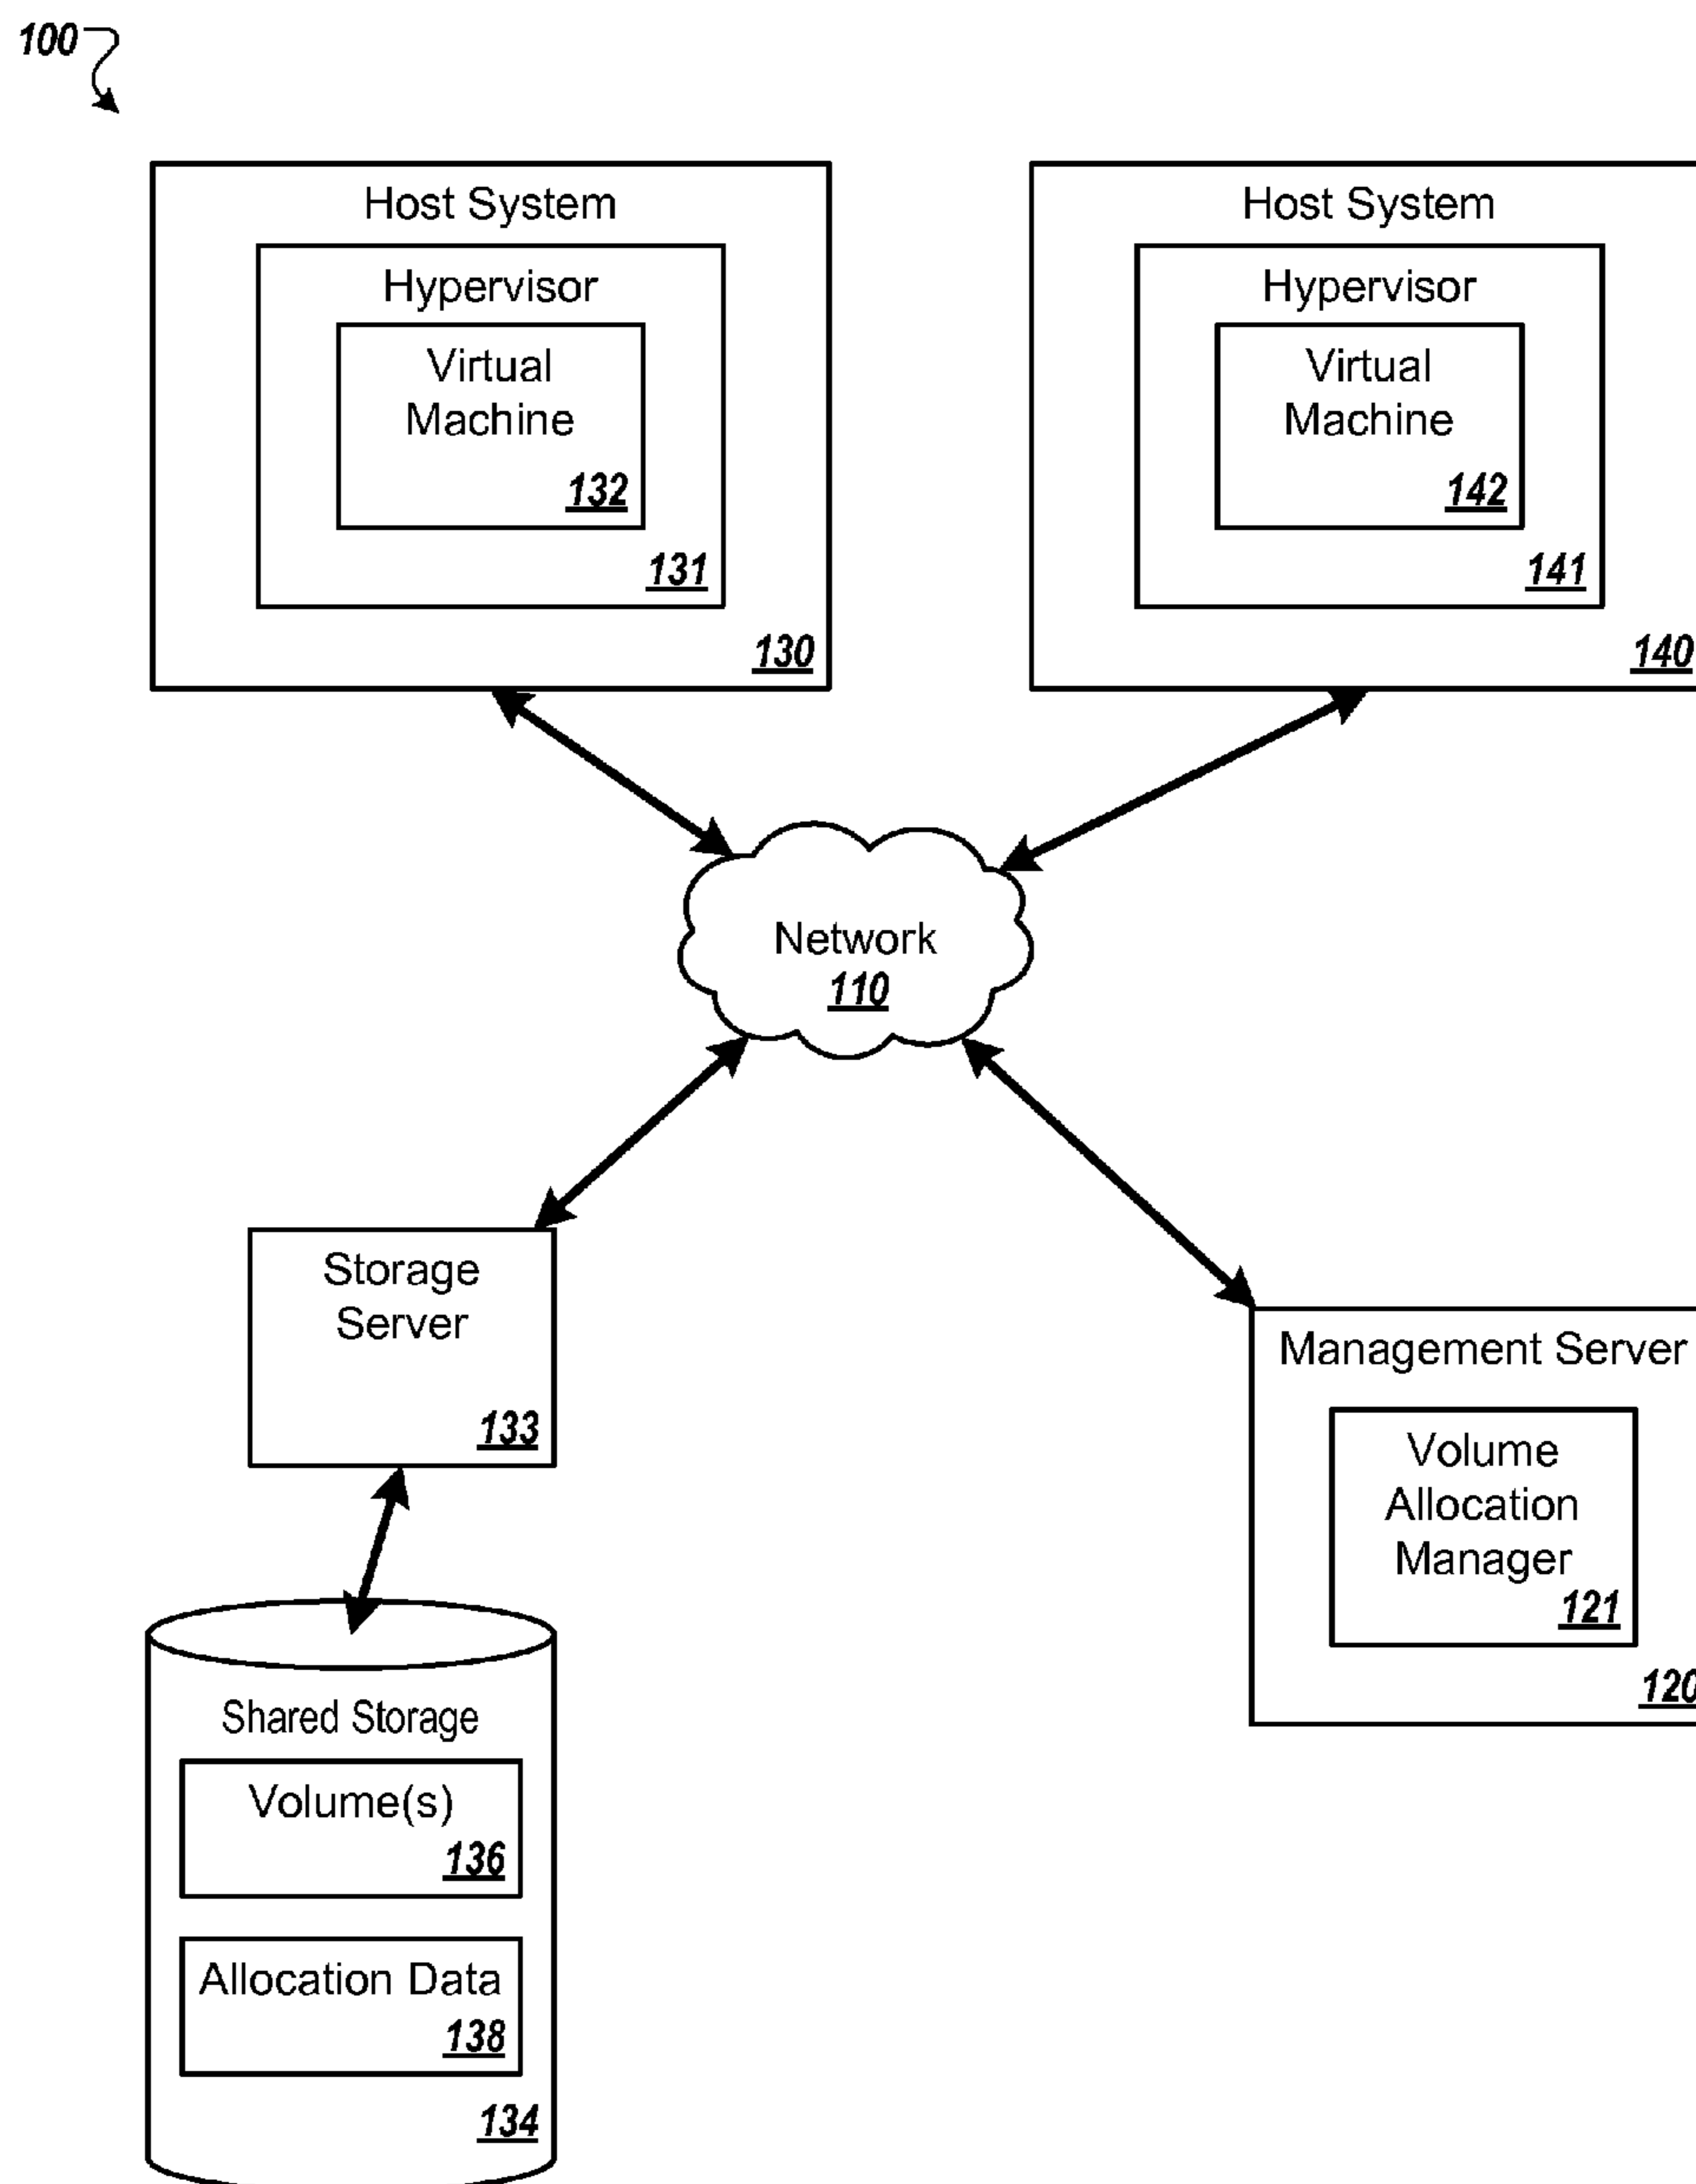 100
Host System
Hypervisor
Virtual
Machine
132
131
130
Host System
Hypervisor
Virtual
Machine
142
141
140
Network
110
Storage
Server
133
Management Server
Volume
Allocation
Manager
121
120
Shared Storage
Volume(s)
136
Allocation Data
138
134